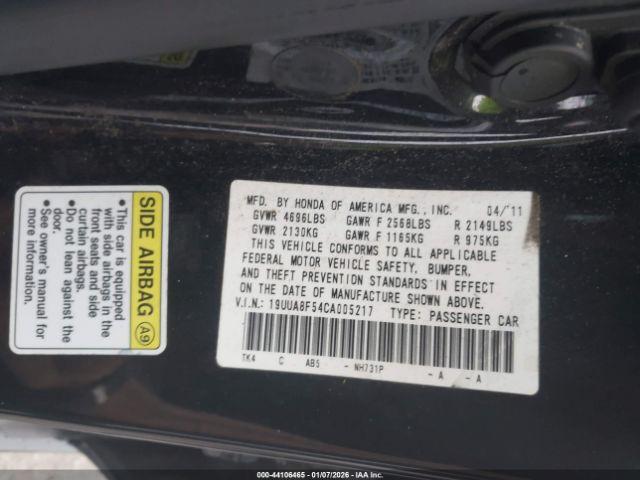 SIDE AIRBAG A9
• This car is equipped
with side airbags in the
front seats and side
curtain airbags.
• Do not lean against the
door.
• See owner's manual for
more information.
MFD. BY HONDA OF AMERICA MFG., INC. 04/'11
GVWR 4696LBS GAWR F 2568LBS R 2149LBS
GVWR 2130KG GAWR F 1165KG R 975KG
THIS VEHICLE CONFORMS TO ALL APPLICABLE
FEDERAL MOTOR VEHICLE SAFETY, BUMPER,
AND THEFT PREVENTION STANDARDS IN EFFECT
ON THE DATE OF MANUFACTURE SHOWN ABOVE.
V.I.N.: 19UUA8F54CA005217 TYPE: PASSENGER CAR
TK4 C AB5 - NH731P - A - A
000-44106465 - 01/07/2026 - IAAI.COM